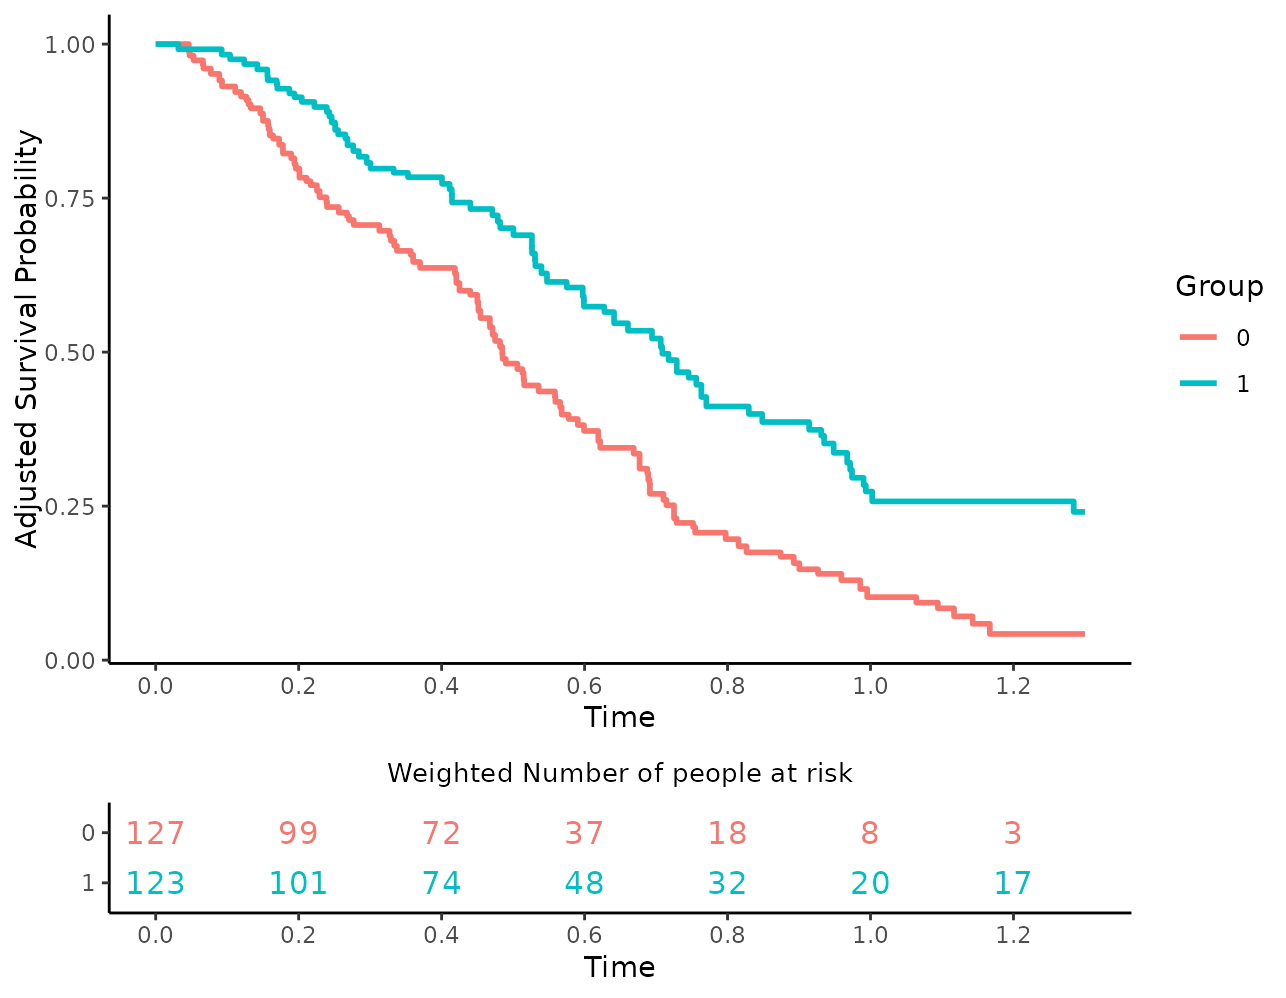 Adjusted Survival Probability
1.00
0.75
0.50
0.25
0.00
0.0 0.2 0.4 0.6 0.8 1.0 1.2
Time
Group
0
1
Weighted Number of people at risk
0 127 99 72 37 18 8 3
1 123 101 74 48 32 20 17
0.0 0.2 0.4 0.6 0.8 1.0 1.2
Time